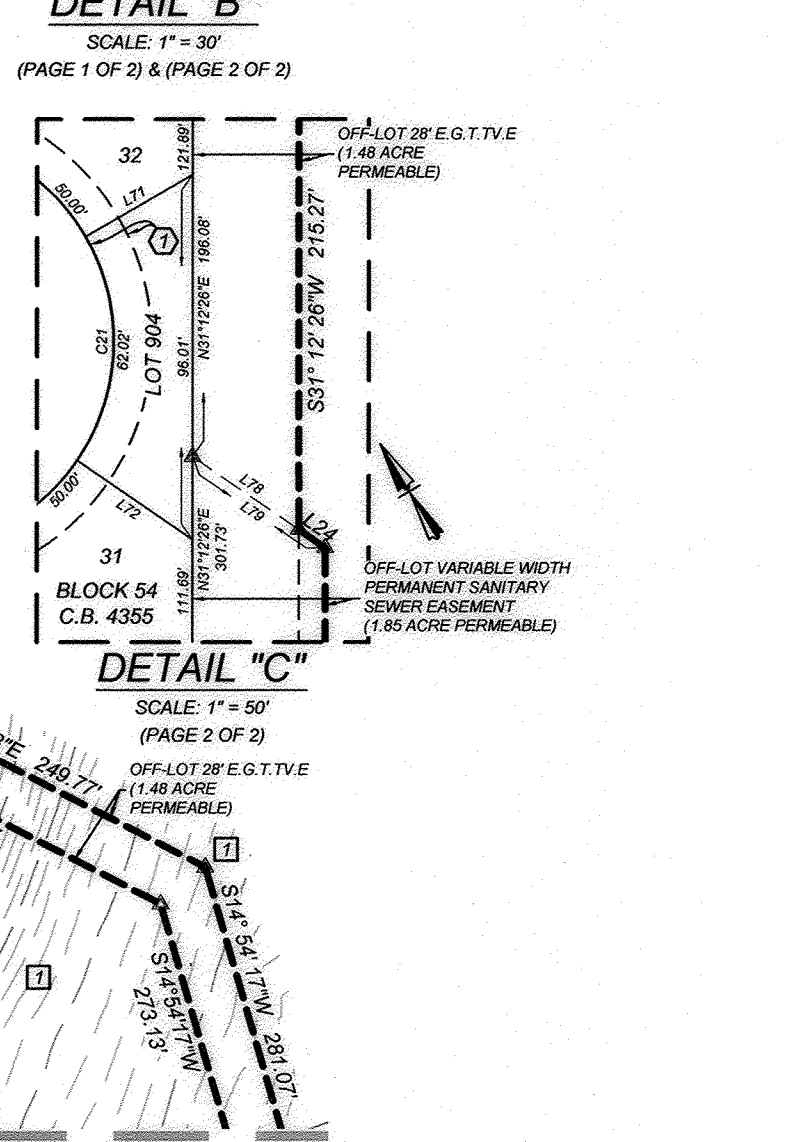 DETAIL "B"
SCALE: 1" = 30'
(PAGE 1 OF 2) & (PAGE 2 OF 2)
OFF-LOT 28' E.G.T.TV.E
(1.48 ACRE
PERMEABLE)
32
121.89'
50.00'
L71
1
196.08'
N31°12'26"E
S31° 12' 26"W 215.27'
C21
62.02'
LOT 904
96.01'
L78
L79
L24
50.00'
L72
31
BLOCK 54
C.B. 4355
111.69'
N31°12'26"E
301.73'
OFF-LOT VARIABLE WIDTH
PERMANENT SANITARY
SEWER EASEMENT
(1.85 ACRE PERMEABLE)
DETAIL "C"
SCALE: 1" = 50'
(PAGE 2 OF 2)
"E 249.77'
OFF-LOT 28' E.G.T.TV.E
(1.48 ACRE
PERMEABLE)
1
S14° 54' 17"W 281.07'
S14°54'17"W
273.13'
1